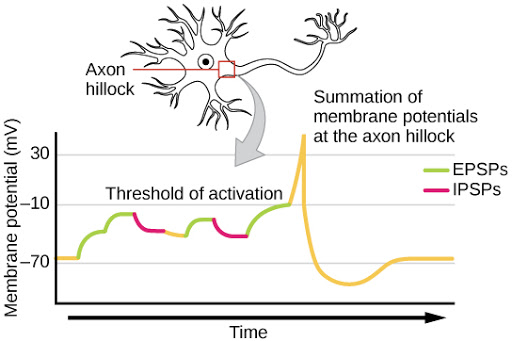 Axon
hillock
Summation of
membrane potentials
at the axon hillock
Membrane potential (mV)
30
–10
–70
Threshold of activation
EPSPs
IPSPs
Time